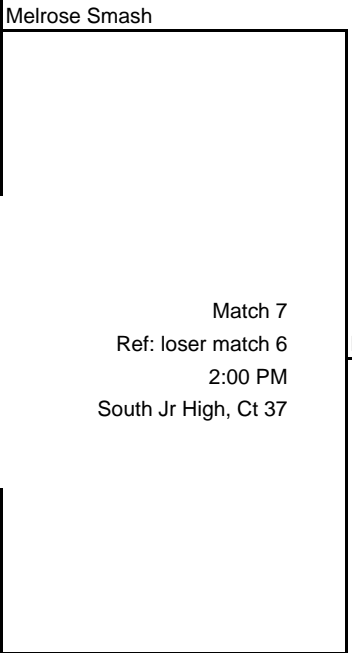 Melrose Smash
Match 7
Ref: loser match 6
2:00 PM
South Jr High, Ct 37